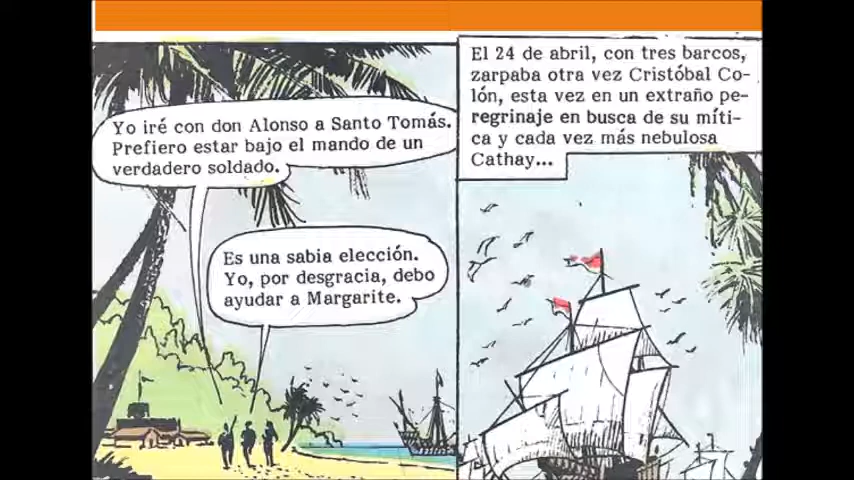 Yo iré con don Alonso a Santo Tomás.
Prefiero estar bajo el mando de un
verdadero soldado.
Es una sabia elección.
Yo, por desgracia, debo
ayudar a Margarite.
El 24 de abril, con tres barcos,
zarpaba otra vez Cristóbal Co-
lón, esta vez en un extraño pe-
regrinaje en busca de su míti-
ca y cada vez más nebulosa
Cathay...